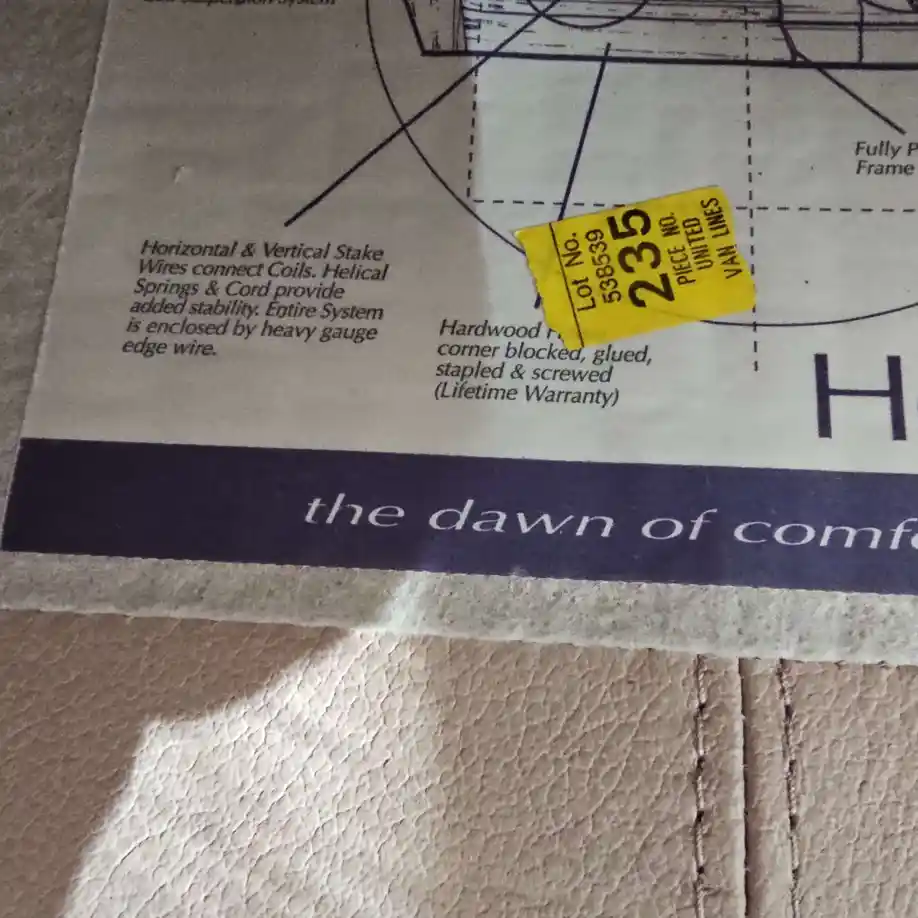 Fully P
Frame
Horizontal & Vertical Stake
Wires connect Coils. Helical
Springs & Cord provide
added stability. Entire System
is enclosed by heavy gauge
edge wire.
Lot No.
538539
235
PIECE NO.
UNITED
VAN LINES
Hardwood
corner blocked, glued,
stapled & screwed
(Lifetime Warranty)
H
the dawn of comf